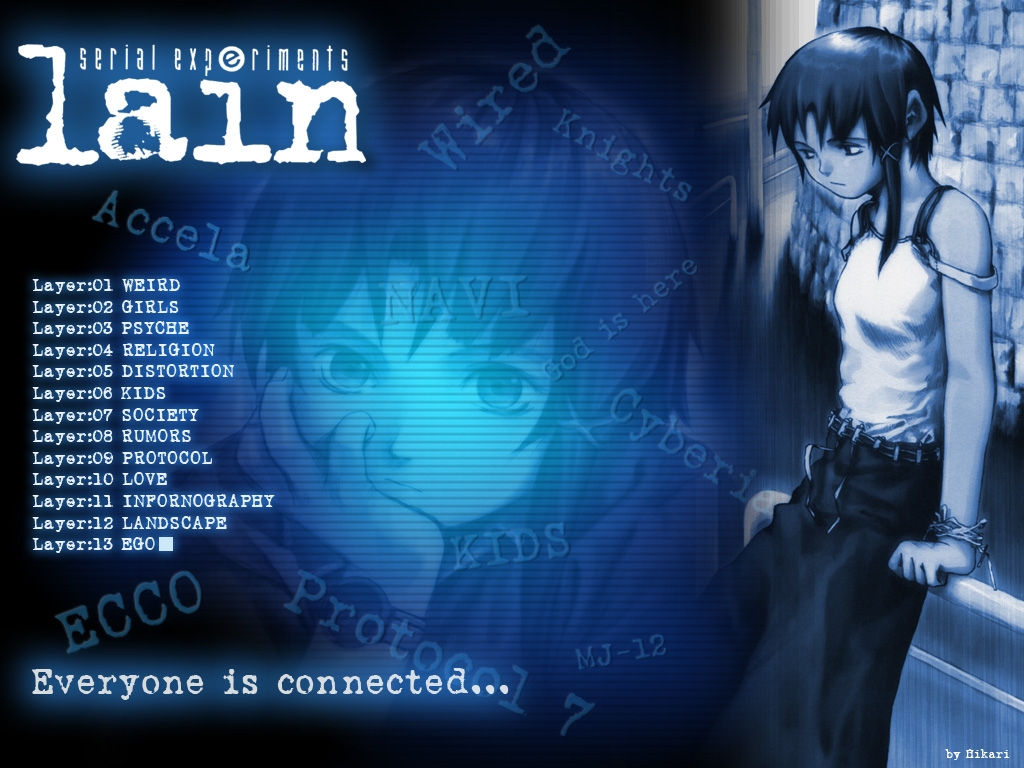 serial experiments
lain
Wired
Knights
Accela
NAVI
God is here
Cyberi
Layer:01 WEIRD
Layer:02 GIRLS
Layer:03 PSYCHE
Layer:04 RELIGION
Layer:05 DISTORTION
Layer:06 KIDS
Layer:07 SOCIETY
Layer:08 RUMORS
Layer:09 PROTOCOL
Layer:10 LOVE
Layer:11 INFORNOGRAPHY
Layer:12 LANDSCAPE
Layer:13 EGO
KIDS
ECCO
Protocol 7
MJ-12
Everyone is connected...
by Hikari